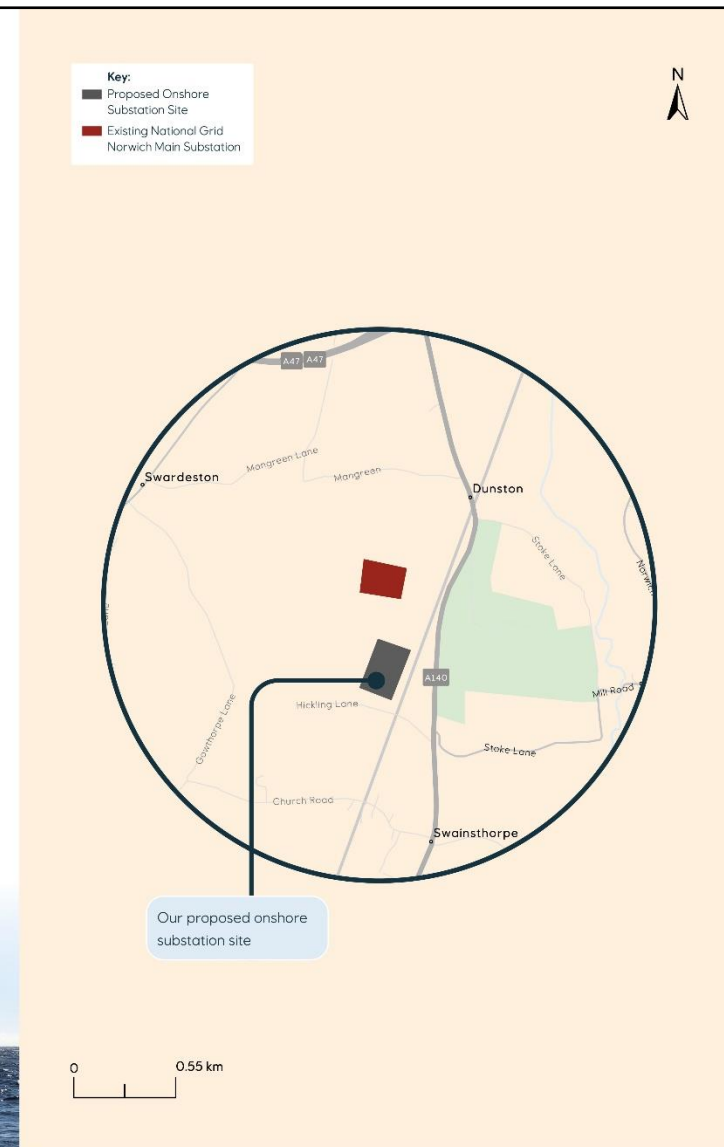 Key:
Proposed Onshore
Substation Site
Existing National Grid
Norwich Main Substation
N
A47 A47
Swardeston
Mangreen Lane
Mangreen
Dunston
Stoke Lane
Norwich
Lane
A140
Mill Road
Gowthorpe Lane
Hickling Lane
Stoke Lane
Church Road
Swainsthorpe
Our proposed onshore
substation site
0
0.55 km